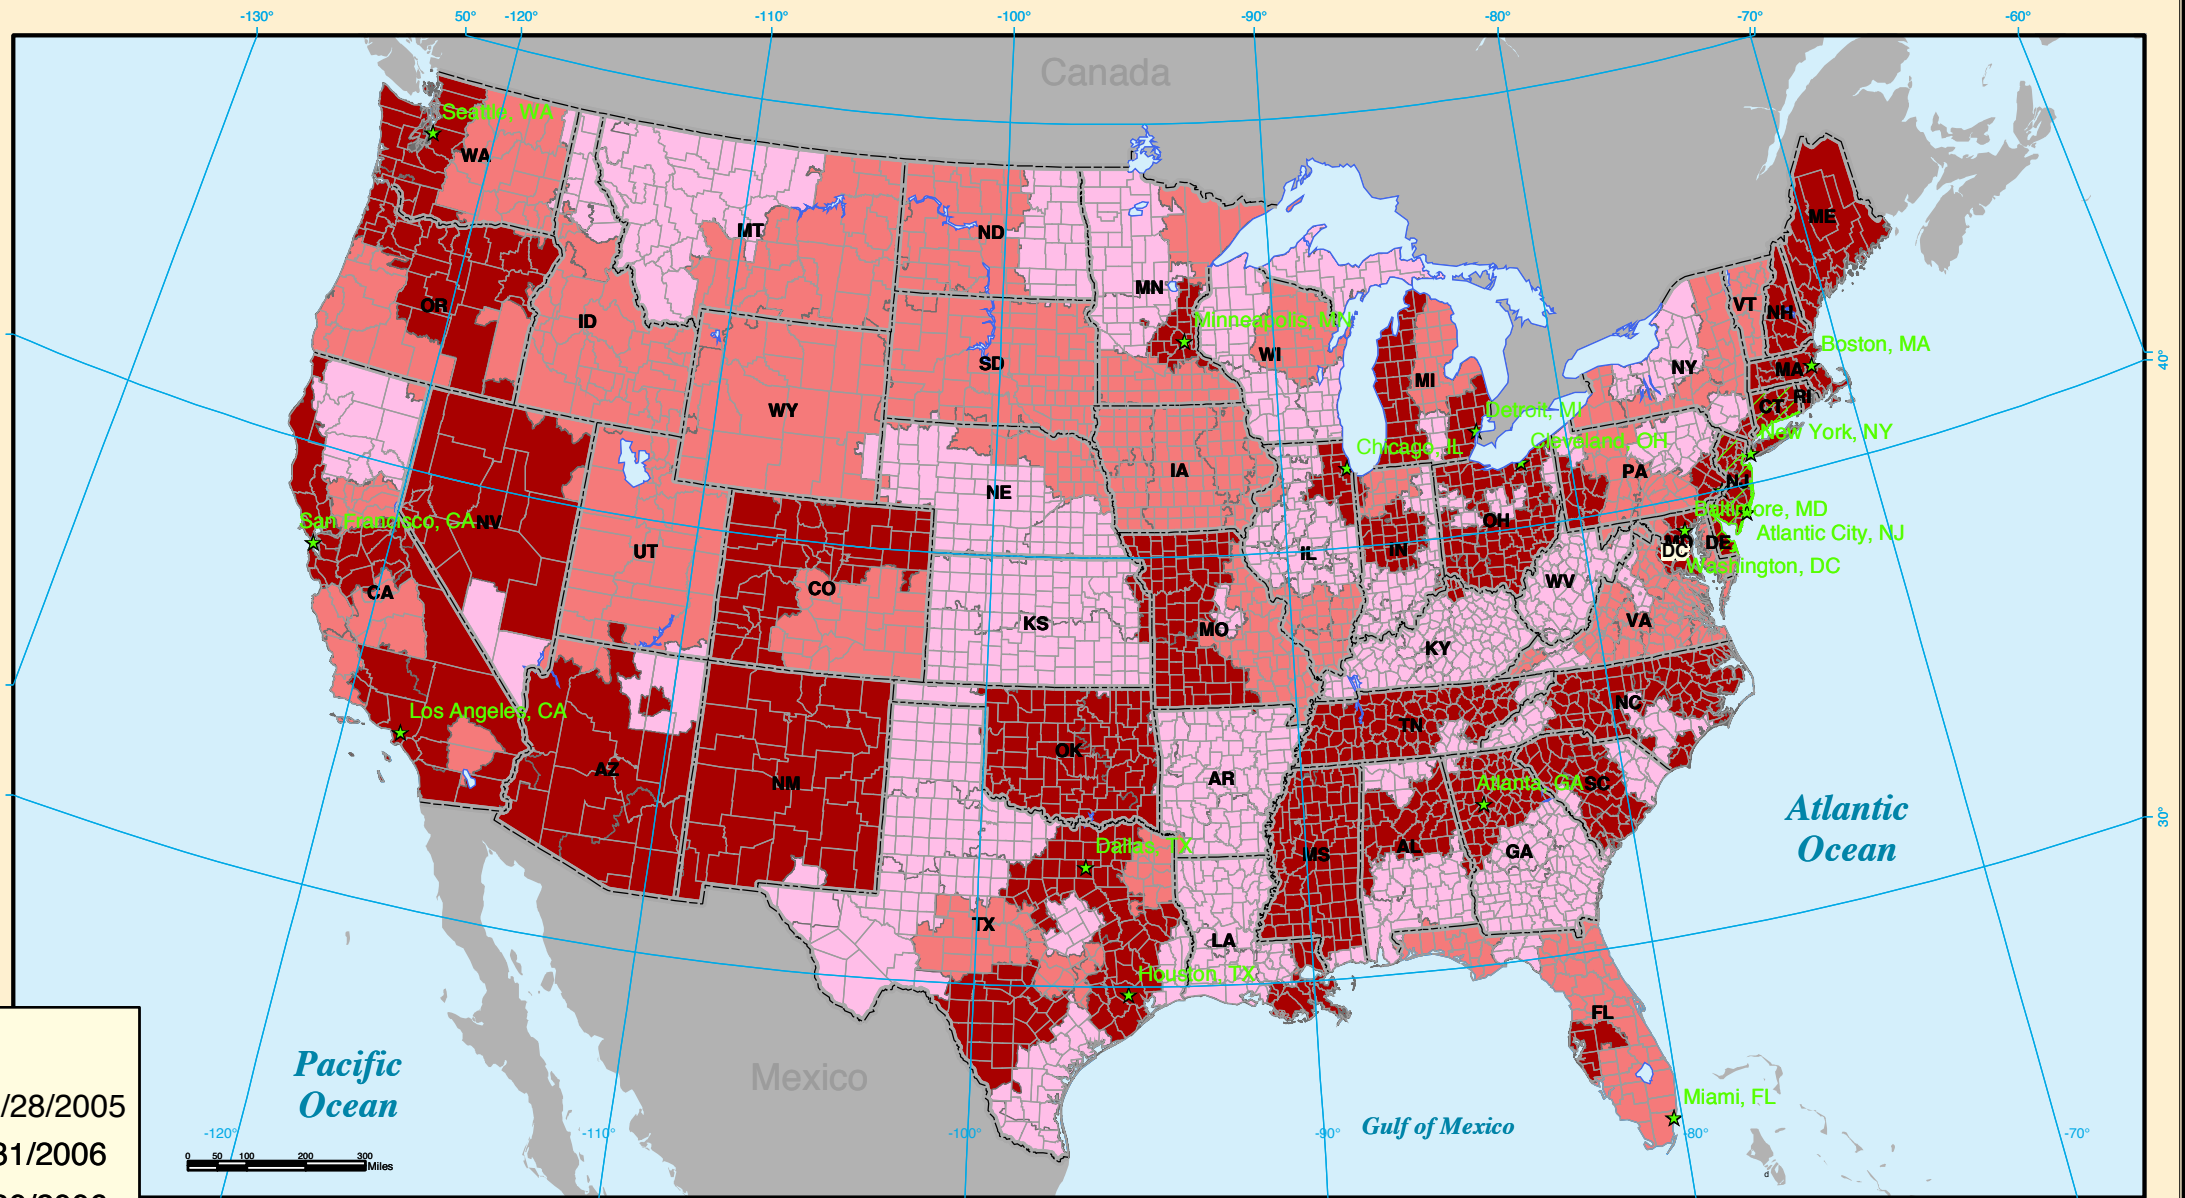 -130° 50° -120° -110° -100° -90° -80° -70° -60°
Canada
Seattle, WA
WA
ME
MT
ND
MN
OR
ID
VT
NH
Minneapolis, MN
Boston, MA
SD
WI
NY
MA
40°
MI
RI
WY
CT
Detroit, MI
New York, NY
Chicago, IL
Cleveland, OH
IA
PA
NE
NJ
San Francisco, CA
NV
OH
Baltimore, MD
Atlantic City, NJ
UT
IL
IN
MD
DE
DC
Washington, DC
CO
WV
CA
KS
MO
VA
KY
Los Angeles, CA
NC
TN
OK
AZ
NM
AR
Atlanta, GA
SC
Atlantic
Ocean
30°
Dallas, TX
MS
AL
GA
TX
LA
Houston, TX
FL
Pacific
Ocean
Mexico
Miami, FL
/28/2005
Gulf of Mexico
-120° -110° -100° -90° -80° -70°
31/2006
0 50 100 200 300
Miles